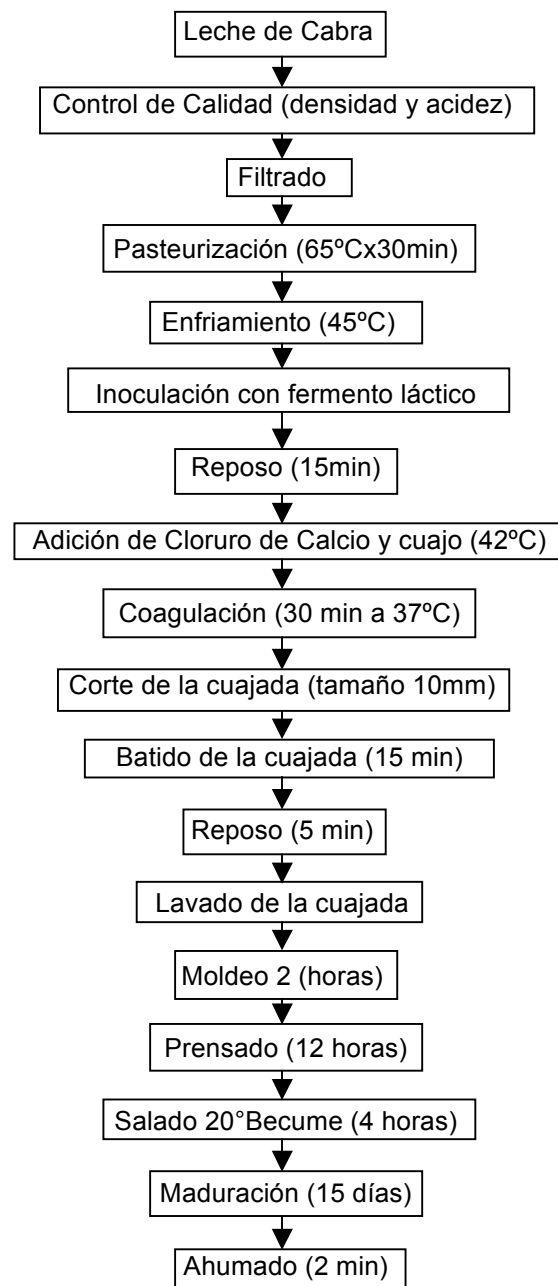 Leche de Cabra
Control de Calidad (densidad y acidez)
Filtrado
Pasteurización (65ºCx30min)
Enfriamiento (45ºC)
Inoculación con fermento láctico
Reposo (15min)
Adición de Cloruro de Calcio y cuajo (42ºC)
Coagulación (30 min a 37ºC)
Corte de la cuajada (tamaño 10mm)
Batido de la cuajada (15 min)
Reposo (5 min)
Lavado de la cuajada
Moldeo 2 (horas)
Prensado (12 horas)
Salado 20°Becume (4 horas)
Maduración (15 días)
Ahumado (2 min)